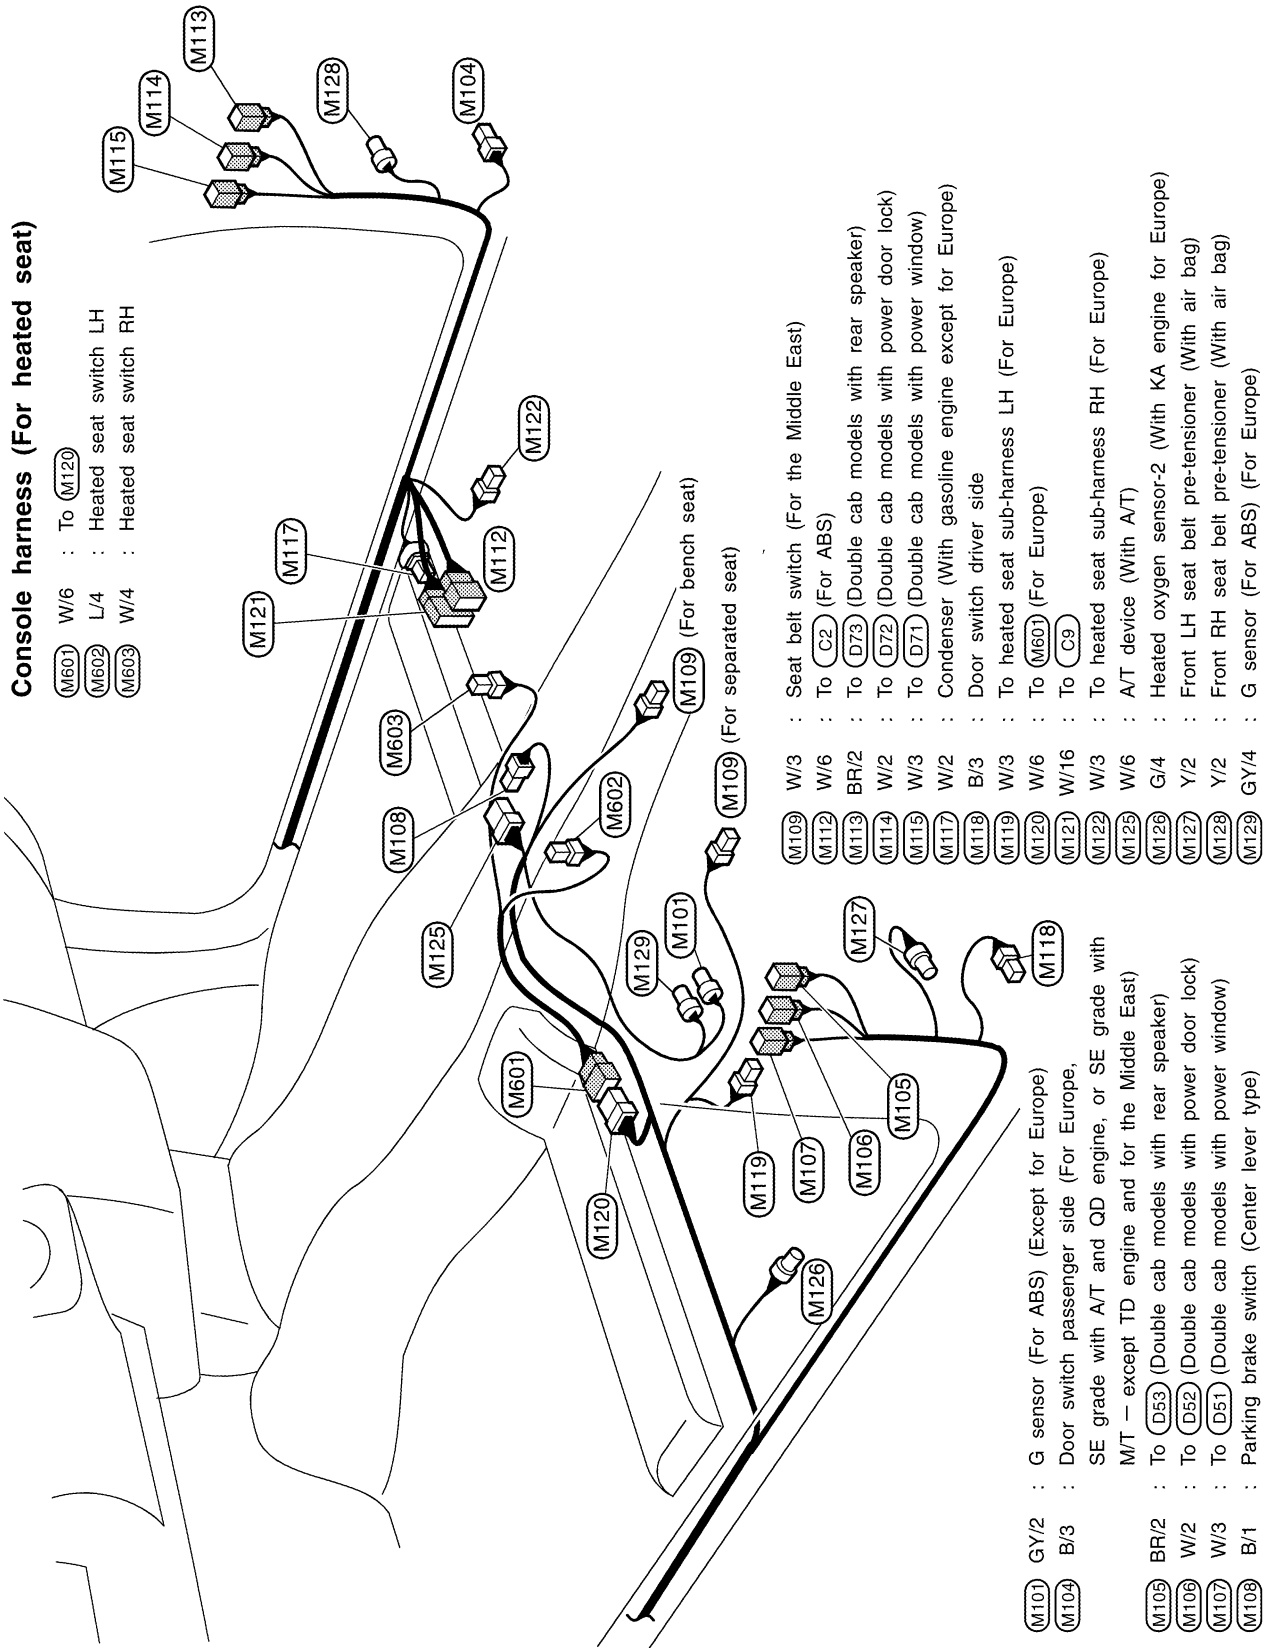 Console harness (For heated seat)
M601 W/6 : To M120
M602 L/4 : Heated seat switch LH
M603 W/4 : Heated seat switch RH
M115
M114
M113
M128
M104
M121
M117
M112
M122
M603
M108
M125
M602
M109 (For bench seat)
M109 (For separated seat)
M129
M101
M601
M120
M119
M107
M106
M105
M127
M118
M126
M101 GY/2 : G sensor (For ABS) (Except for Europe)
M104 B/3 : Door switch passenger side (For Europe,
SE grade with A/T and QD engine, or SE grade with
M/T — except TD engine and for the Middle East)
M105 BR/2 : To D53 (Double cab models with rear speaker)
M106 W/2 : To D52 (Double cab models with power door lock)
M107 W/3 : To D51 (Double cab models with power window)
M108 B/1 : Parking brake switch (Center lever type)
M109 W/3 : Seat belt switch (For the Middle East)
M112 W/6 : To C2 (For ABS)
M113 BR/2 : To D73 (Double cab models with rear speaker)
M114 W/2 : To D72 (Double cab models with power door lock)
M115 W/3 : To D71 (Double cab models with power window)
M117 W/2 : Condenser (With gasoline engine except for Europe)
M118 B/3 : Door switch driver side
M119 W/3 : To heated seat sub-harness LH (For Europe)
M120 W/6 : To M601 (For Europe)
M121 W/16 : To C9
M122 W/3 : To heated seat sub-harness RH (For Europe)
M125 W/6 : A/T device (With A/T)
M126 G/4 : Heated oxygen sensor-2 (With KA engine for Europe)
M127 Y/2 : Front LH seat belt pre-tensioner (With air bag)
M128 Y/2 : Front RH seat belt pre-tensioner (With air bag)
M129 GY/4 : G sensor (For ABS) (For Europe)